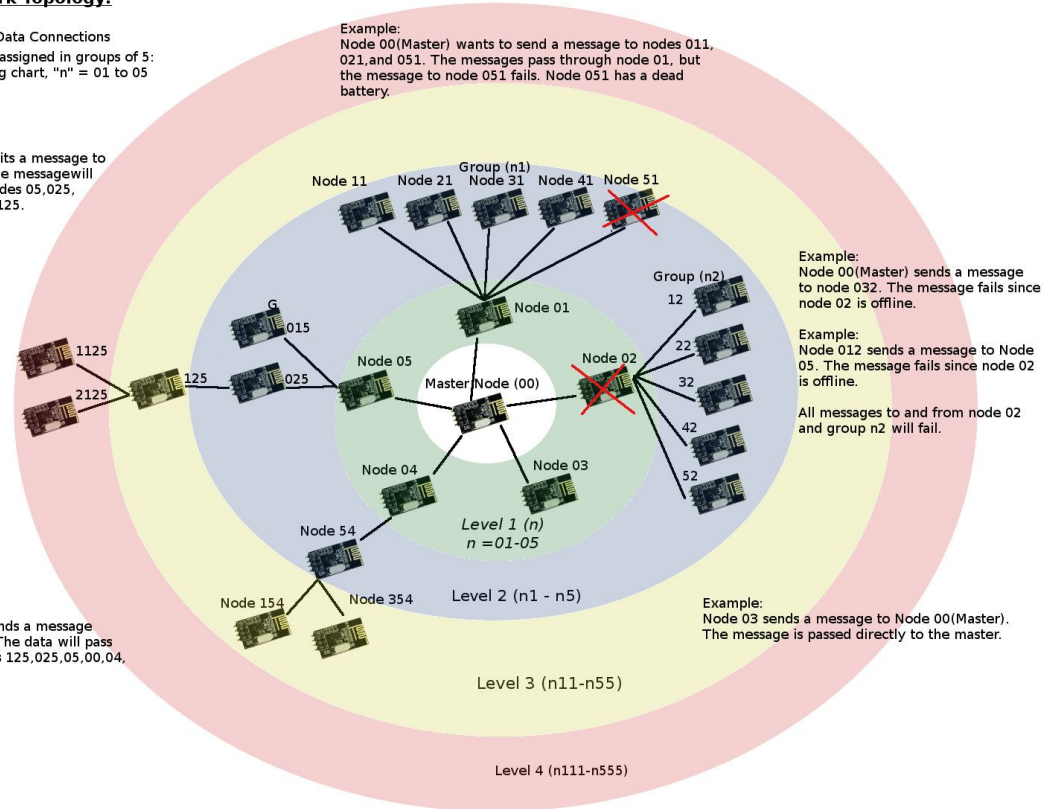 Topology:
Data Connections
assigned in groups of 5:
chart, "n" = 01 to 05
Example:
Node 00(Master) wants to send a message to nodes 011,
021,and 051. The messages pass through node 01, but
the message to node 051 fails. Node 051 has a dead
battery.
a message to
messagewill
05,025,
125.
Group (n1)
Node 11
Node 21
Node 31
Node 41
Node 51
Node 01
Group (n2)
12
22
32
42
52
Example:
Node 00(Master) sends a message
to node 032. The message fails since
node 02 is offline.
Example:
Node 012 sends a message to Node
05. The message fails since node 02
is offline.
All messages to and from node 02
and group n2 will fail.
G
015
025
125
1125
2125
Node 05
Master Node (00)
Node 02
Node 04
Node 03
Level 1 (n)
n =01-05
Node 54
Node 154
Node 354
Level 2 (n1 - n5)
Example:
Node 03 sends a message to Node 00(Master).
The message is passed directly to the master.
a message
The data will pass
125,025,05,00,04,
Level 3 (n11-n55)
Level 4 (n111-n555)